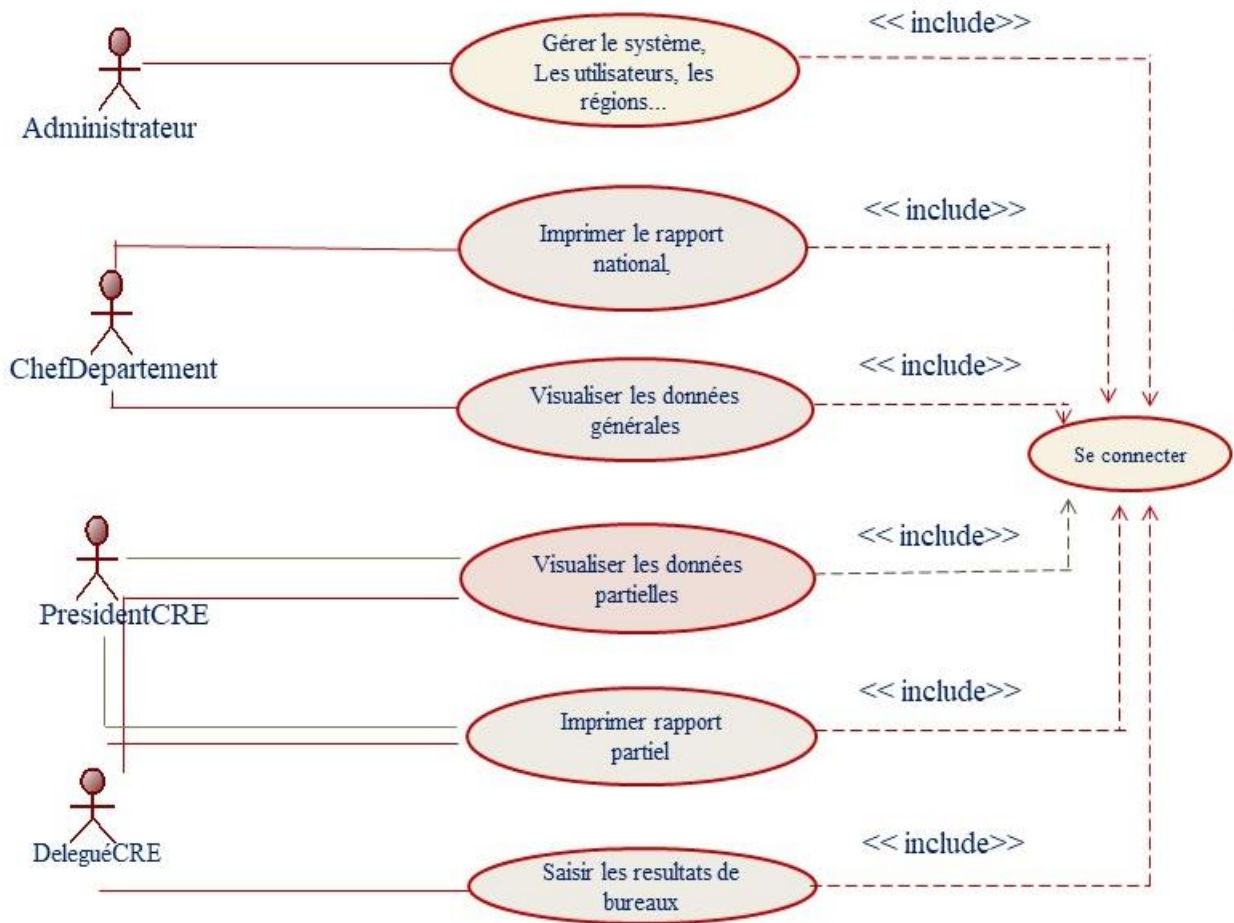 Gérer le système,
Les utilisateurs, les
régions...
<< include>>
Administrateur
Imprimer le rapport
national,
<< include>>
ChefDepartement
Visualiser les données
générales
<< include>>
Se connecter
PresidentCRE
Visualiser les données
partielles
<< include>>
Imprimer rapport
partiel
<< include>>
DeleguéCRE
Saisir les resultats de
bureaux
<< include>>